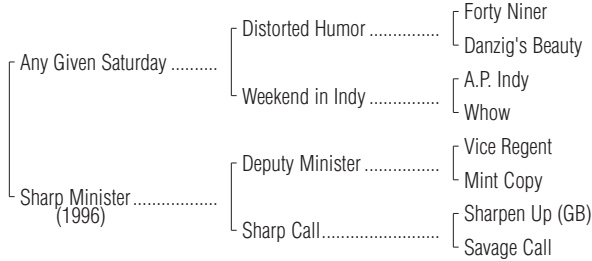 Forty Niner
Distorted Humor ...............
Danzig's Beauty
Any Given Saturday ..........
A.P. Indy
Weekend in Indy ...............
Whow
Vice Regent
Deputy Minister ................
Mint Copy
Sharp Minister ..................
(1996)
Sharpen Up (GB)
Sharp Call.........................
Savage Call